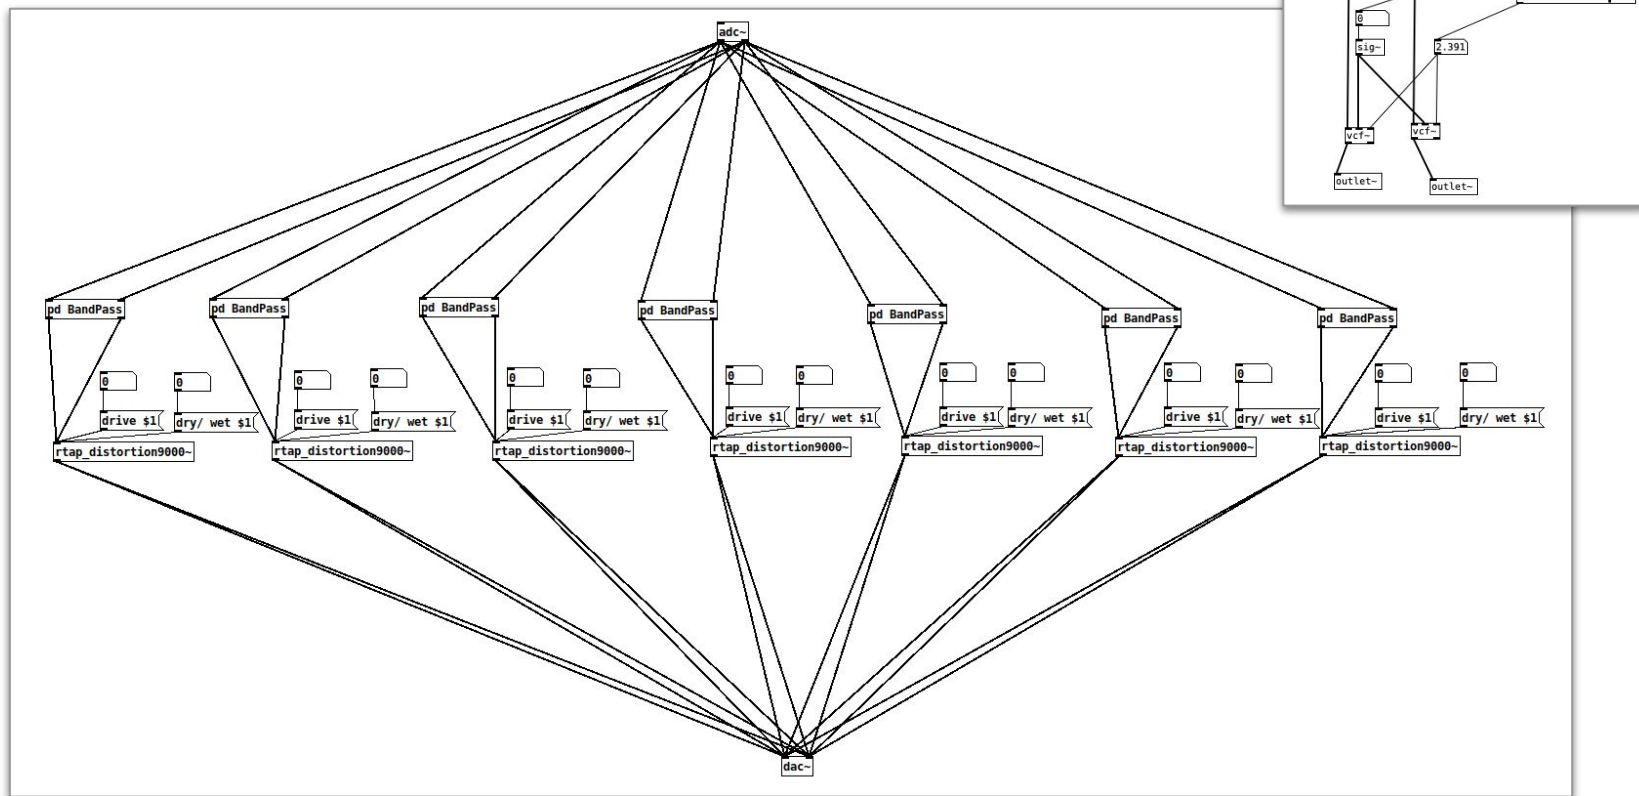 adc~
0
sig~
2.391
vcf~
vcf~
outlet~
outlet~
pd BandPass
pd BandPass
pd BandPass
pd BandPass
pd BandPass
pd BandPass
pd BandPass
0
0
0
0
0
0
0
0
0
0
0
0
0
0
drive $1
dry/ wet $1
drive $1
dry/ wet $1
drive $1
dry/ wet $1
drive $1
dry/ wet $1
drive $1
dry/ wet $1
drive $1
dry/ wet $1
drive $1
dry/ wet $1
rtap_distortion9000~
rtap_distortion9000~
rtap_distortion9000~
rtap_distortion9000~
rtap_distortion9000~
rtap_distortion9000~
rtap_distortion9000~
dac~